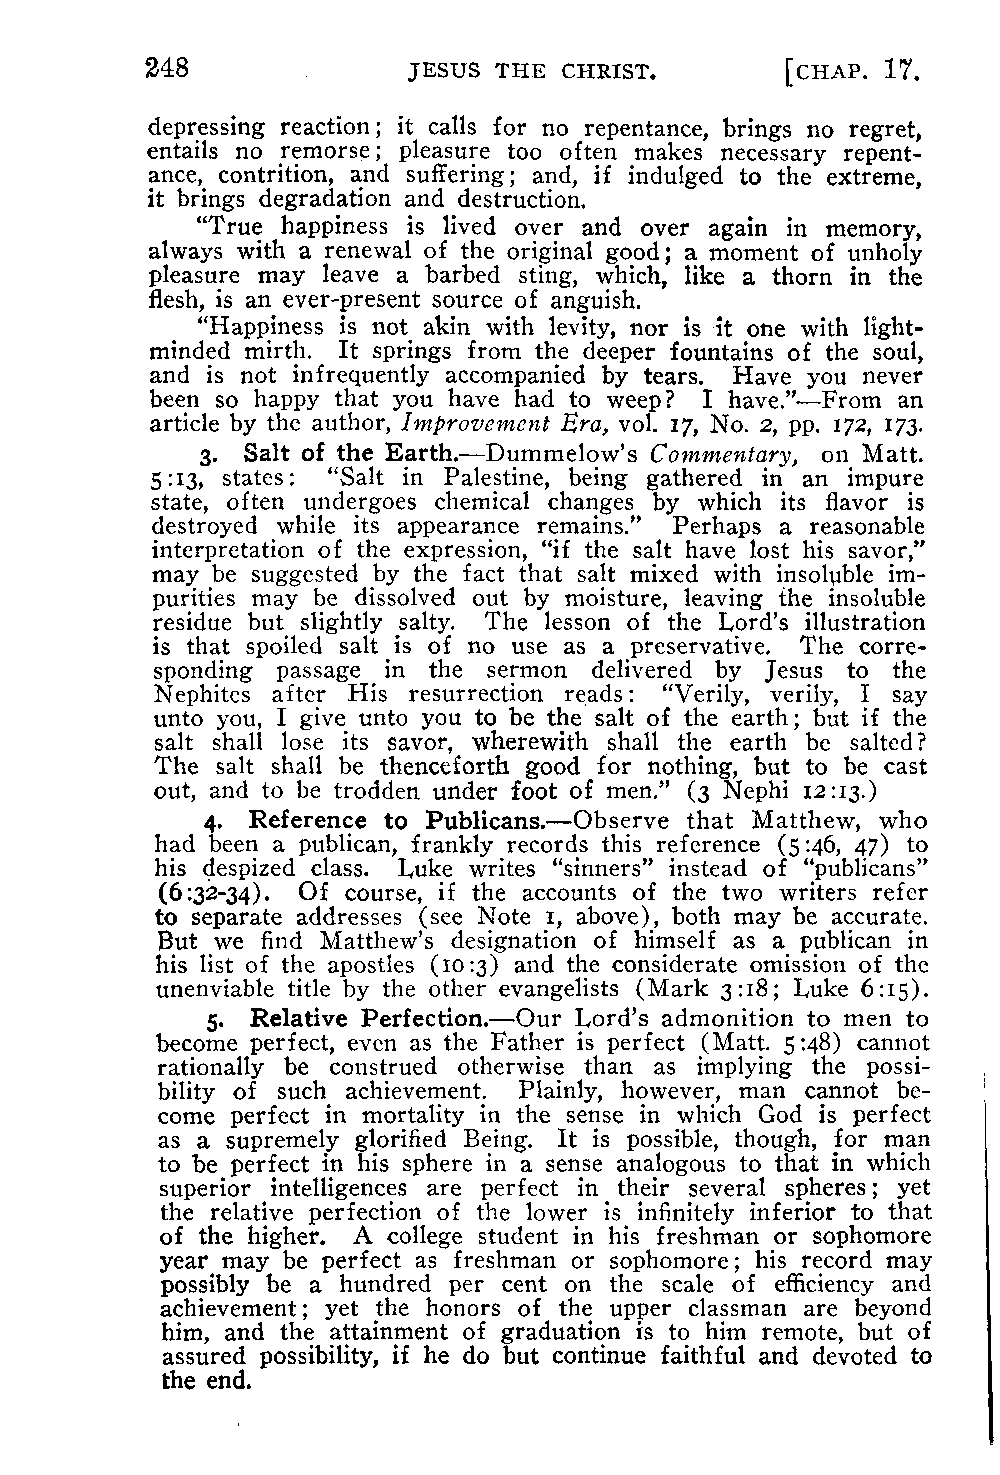 248 JESUS THE CHRIST. [CHAP. 17.
depressing reaction; it calls for no repentance, brings no regret,
entails no remorse; pleasure too often makes necessary repent-
ance, contrition, and suffering; and, if indulged to the extreme,
it brings degradation and destruction.
"True happiness is lived over and over again in memory,
always with a renewal of the original good; a moment of unholy
pleasure may leave a barbed sting, which, like a thorn in the
flesh, is an ever-present source of anguish.
"Happiness is not akin with levity, nor is it one with light-
minded mirth. It springs from the deeper fountains of the soul,
and is not infrequently accompanied by tears. Have you never
been so happy that you have had to weep? I have."—From an
article by the author, Improvement Era, vol. 17, No. 2, pp. 172, 173.
3. Salt of the Earth.—Dummelow's Commentary, on Matt.
5:13, states: "Salt in Palestine, being gathered in an impure
state, often undergoes chemical changes by which its flavor is
destroyed while its appearance remains." Perhaps a reasonable
interpretation of the expression, "if the salt have lost his savor,"
may be suggested by the fact that salt mixed with insoluble im-
purities may be dissolved out by moisture, leaving the insoluble
residue but slightly salty. The lesson of the Lord's illustration
is that spoiled salt is of no use as a preservative. The corre-
sponding passage in the sermon delivered by Jesus to the
Nephites after His resurrection reads: "Verily, verily, I say
unto you, I give unto you to be the salt of the earth; but if the
salt shall lose its savor, wherewith shall the earth be salted?
The salt shall be thenceforth good for nothing, but to be cast
out, and to be trodden under foot of men." (3 Nephi 12:13.)
4. Reference to Publicans.—Observe that Matthew, who
had been a publican, frankly records this reference (5:46, 47) to
his despized class. Luke writes "sinners" instead of "publicans"
(6:32-34). Of course, if the accounts of the two writers refer
to separate addresses (see Note 1, above), both may be accurate.
But we find Matthew's designation of himself as a publican in
his list of the apostles (10:3) and the considerate omission of the
unenviable title by the other evangelists (Mark 3:18; Luke 6:15).
5. Relative Perfection.—Our Lord's admonition to men to
become perfect, even as the Father is perfect (Matt. 5:48) cannot
rationally be construed otherwise than as implying the possi-
bility of such achievement. Plainly, however, man cannot be-
come perfect in mortality in the sense in which God is perfect
as a supremely glorified Being. It is possible, though, for man
to be perfect in his sphere in a sense analogous to that in which
superior intelligences are perfect in their several spheres; yet
the relative perfection of the lower is infinitely inferior to that
of the higher. A college student in his freshman or sophomore
year may be perfect as freshman or sophomore; his record may
possibly be a hundred per cent on the scale of efficiency and
achievement; yet the honors of the upper classman are beyond
him, and the attainment of graduation is to him remote, but of
assured possibility, if he do but continue faithful and devoted to
the end.